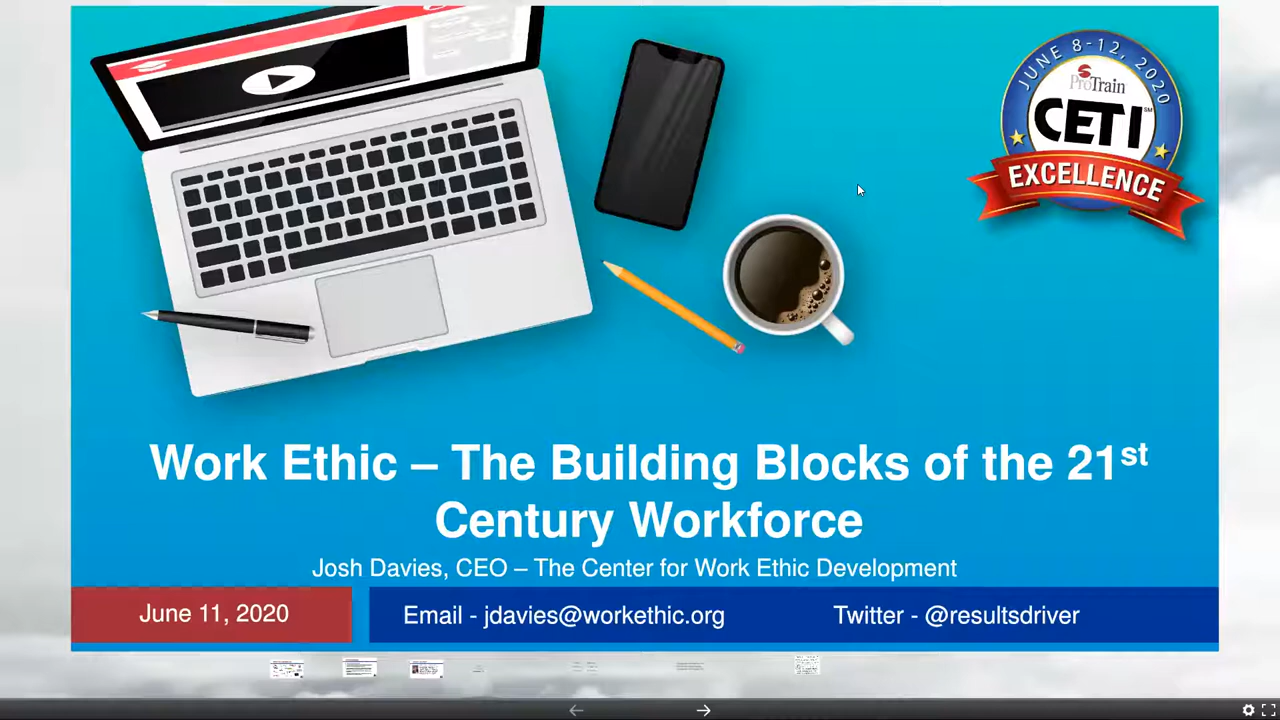 JUNE 8-12, 2020
ProTrain
CETI SM
EXCELLENCE
Work Ethic – The Building Blocks of the 21st
Century Workforce
Josh Davies, CEO – The Center for Work Ethic Development
June 11, 2020
Email - jdavies@workethic.org
Twitter - @resultsdriver